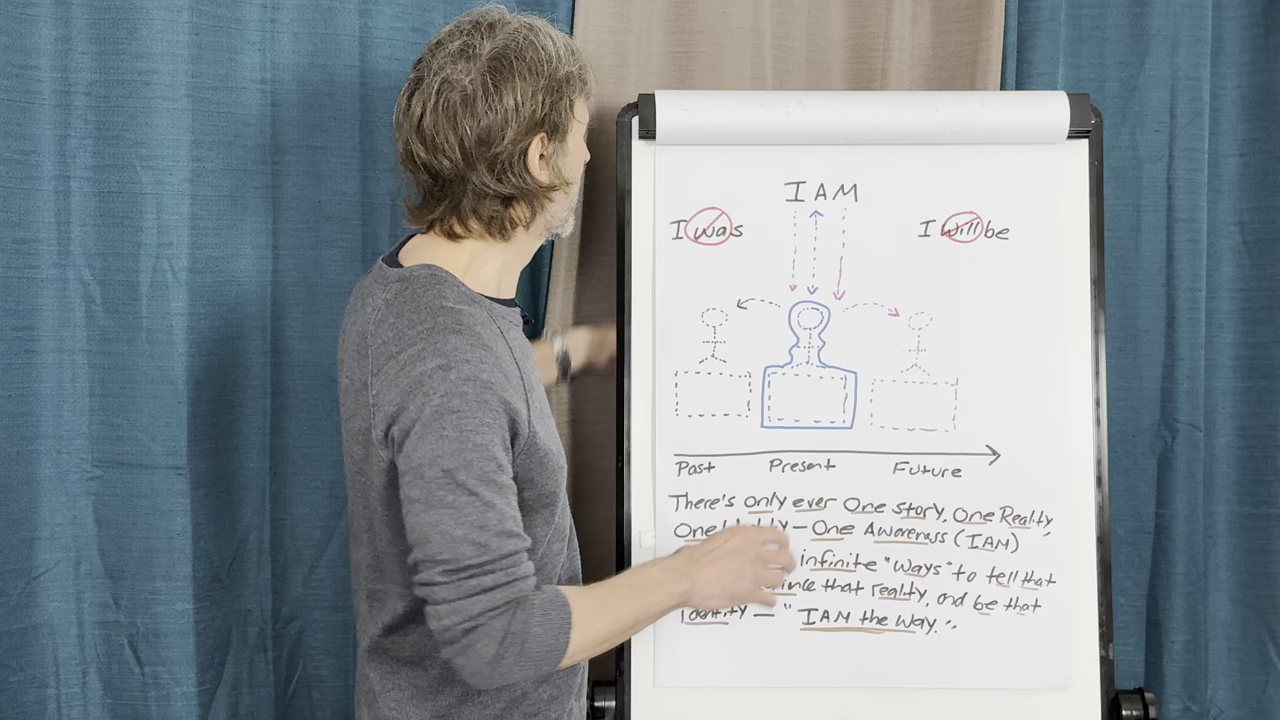 I AM
I was
I will be
Past
Present
Future
There's only ever One story, One Reality,
One – One Awareness (IAM)
infinite "ways" to tell that
that reality, and be that
Identity – "IAM the way."